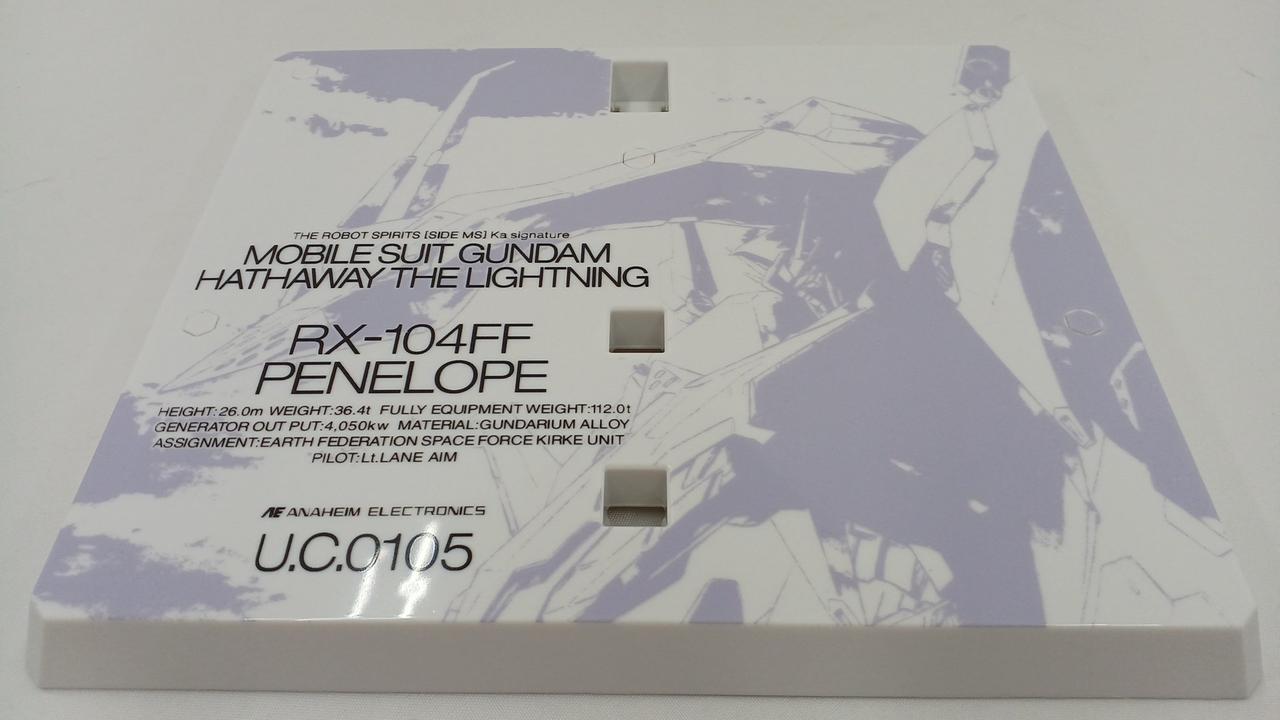 THE ROBOT SPIRITS [SIDE MS] Ka signature
MOBILE SUIT GUNDAM
HATHAWAY THE LIGHTNING
RX-104FF
PENELOPE
HEIGHT:26.0m WEIGHT:36.4t FULLY EQUIPMENT WEIGHT:112.0t
GENERATOR OUT PUT:4,050kw MATERIAL:GUNDARIUM ALLOY
ASSIGNMENT:EARTH FEDERATION SPACE FORCE KIRKE UNIT
PILOT:Lt.LANE AIM
AE ANAHEIM ELECTRONICS
U.C.0105